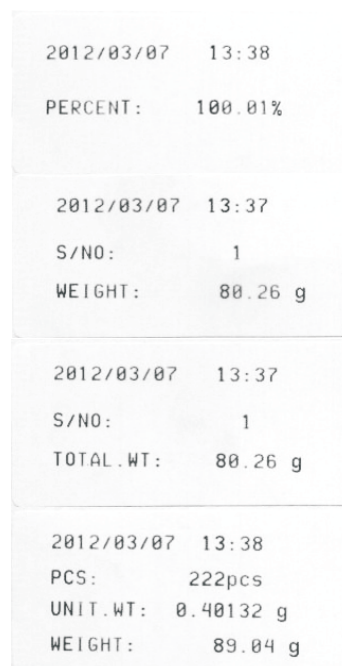 2012/03/07 13:38
PERCENT: 100.01%
2012/03/07 13:37
S/NO: 1
WEIGHT: 80.26 g
2012/03/07 13:37
S/NO: 1
TOTAL.WT: 80.26 g
2012/03/07 13:38
PCS: 222pcs
UNIT.WT: 0.40132 g
WEIGHT: 89.04 g